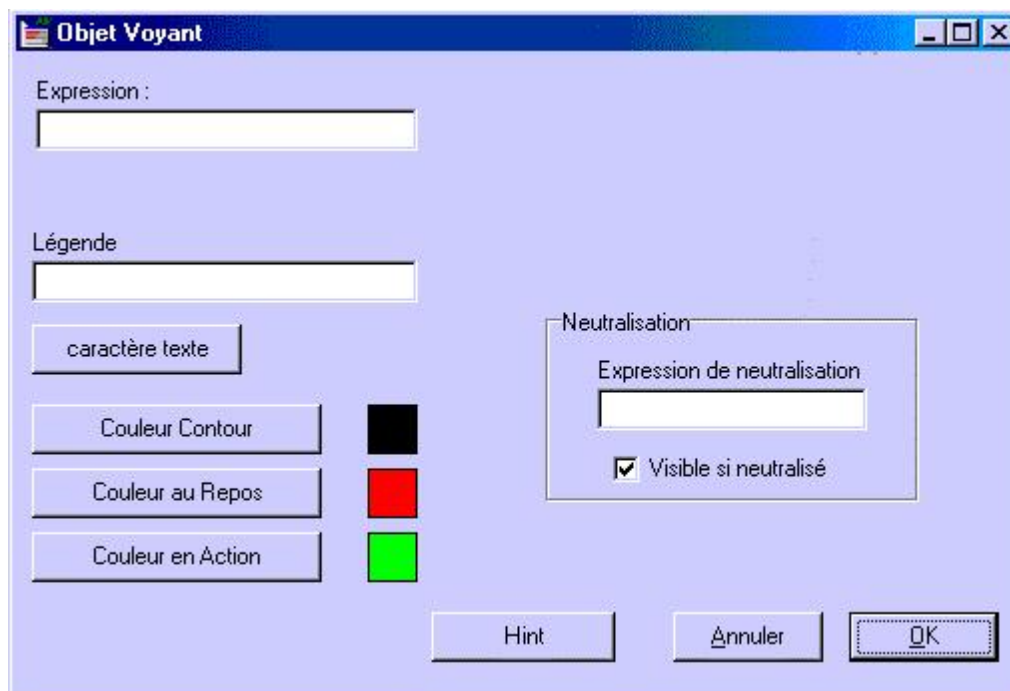 Objet Voyant
Expression :
Légende
caractère texte
Neutralisation
Expression de neutralisation
Visible si neutralisé
Couleur Contour
Couleur au Repos
Couleur en Action
Hint
Annuler
OK